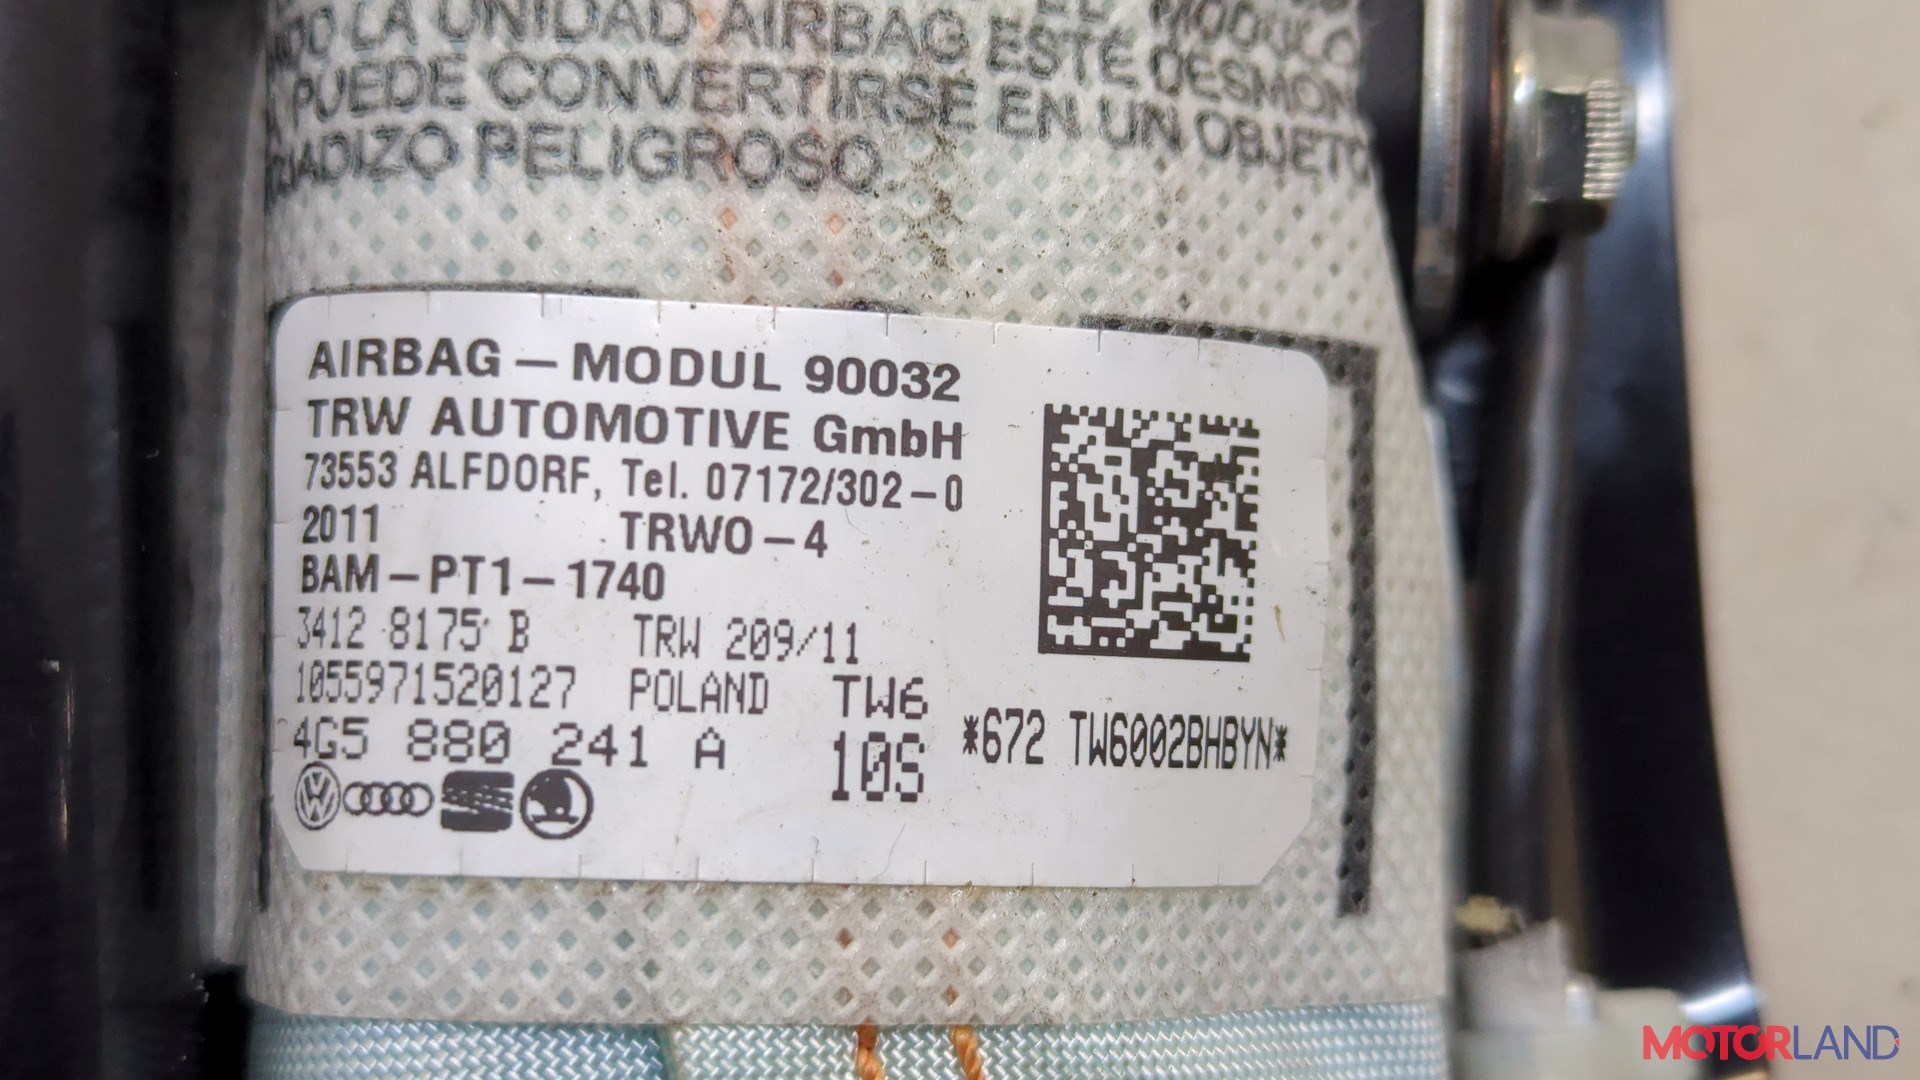 EL MODULO
LA UNIDAD AIRBAG ESTÉ DESMON
PUEDE CONVERTIRSE EN UN OBJETO
PELIGROSO
AIRBAG – MODUL 90032
TRW AUTOMOTIVE GmbH
73553 ALFDORF, Tel. 07172/302–0
2011 TRWO–4
BAM–PT1–1740
3412 8175 B TRW 209/11
1055971520127 POLAND TW6
4G5 880 241 A 10S *672 TW6002BHBYN*
MOTORLAND